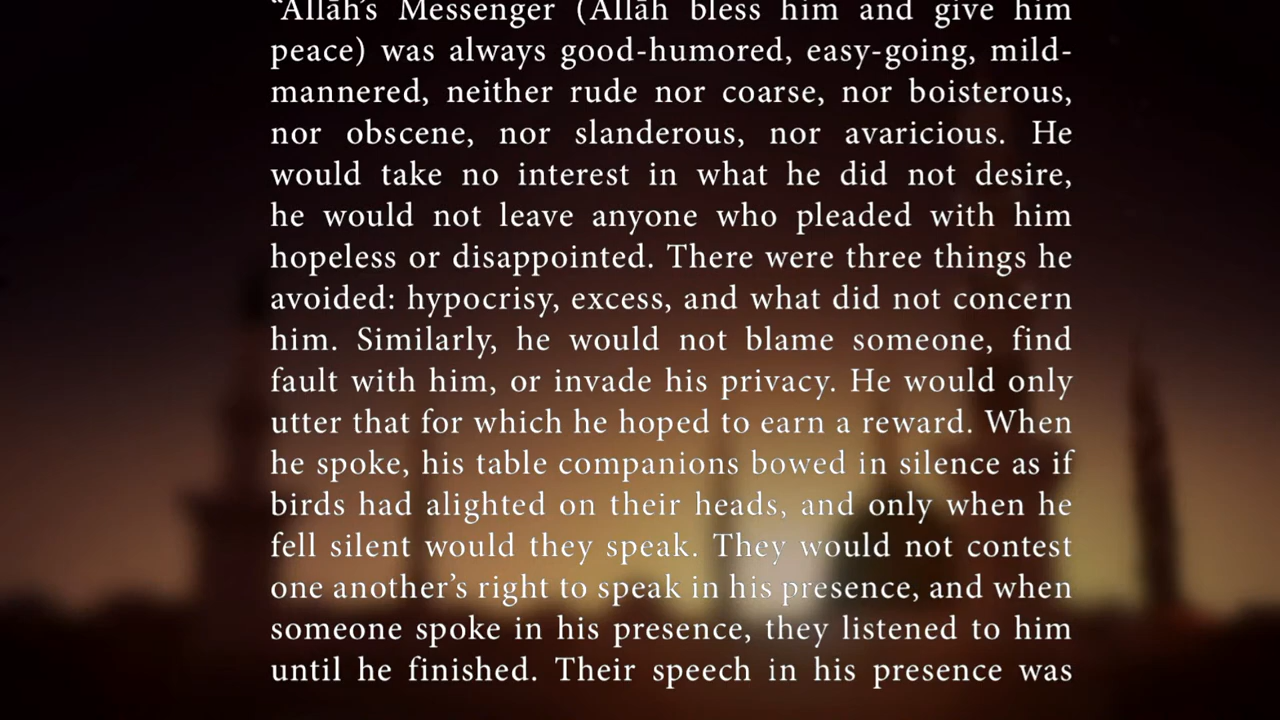 “Allāh’s Messenger (Allāh bless him and give him
peace) was always good-humored, easy-going, mild-
mannered, neither rude nor coarse, nor boisterous,
nor obscene, nor slanderous, nor avaricious. He
would take no interest in what he did not desire,
he would not leave anyone who pleaded with him
hopeless or disappointed. There were three things he
avoided: hypocrisy, excess, and what did not concern
him. Similarly, he would not blame someone, find
fault with him, or invade his privacy. He would only
utter that for which he hoped to earn a reward. When
he spoke, his table companions bowed in silence as if
birds had alighted on their heads, and only when he
fell silent would they speak. They would not contest
one another’s right to speak in his presence, and when
someone spoke in his presence, they listened to him
until he finished. Their speech in his presence was